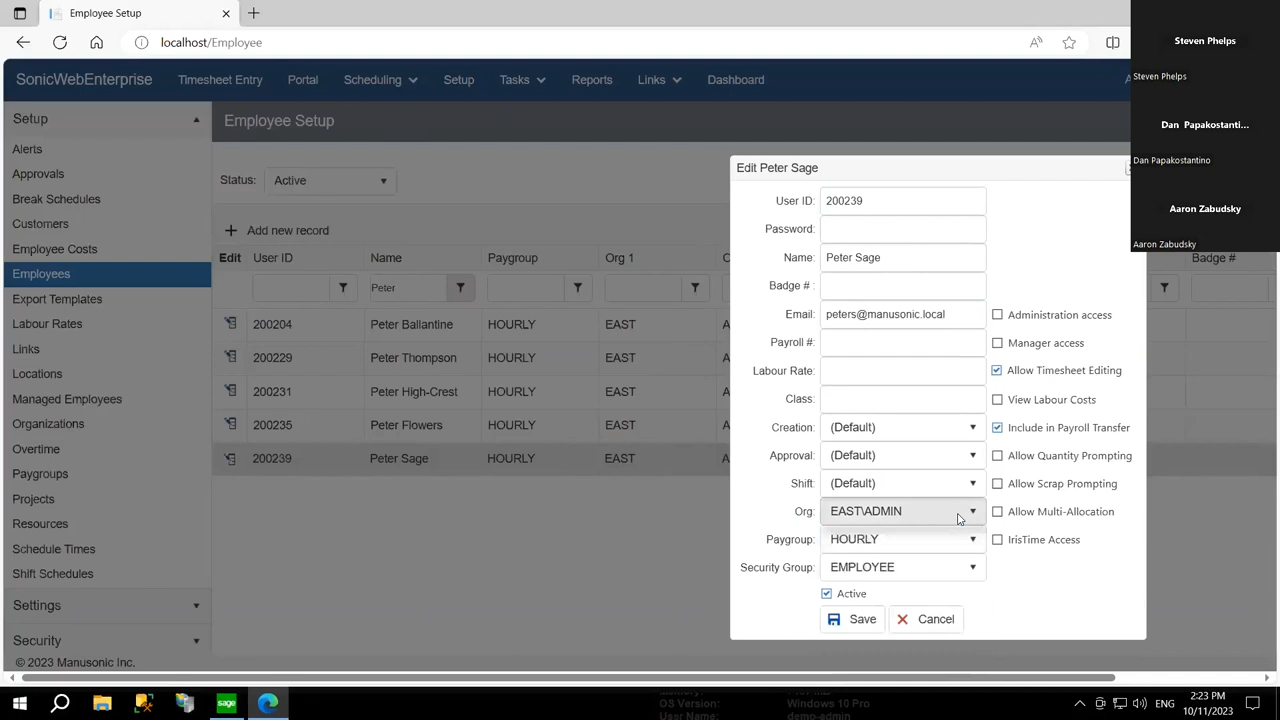 Employee Setup
localhost/Employee
SonicWebEnterprise
Timesheet Entry
Portal
Scheduling
Setup
Tasks
Reports
Links
Dashboard
Setup
Alerts
Approvals
Break Schedules
Customers
Employee Costs
Employees
Export Templates
Labour Rates
Links
Locations
Managed Employees
Organizations
Overtime
Paygroups
Projects
Resources
Schedule Times
Shift Schedules
Settings
Security
© 2023 Manusonic Inc.
Employee Setup
Status: Active
Add new record
Edit User ID Name Paygroup Org 1 Badge #
Peter
200204 Peter Ballantine HOURLY EAST A
200229 Peter Thompson HOURLY EAST A
200231 Peter High-Crest HOURLY EAST A
200235 Peter Flowers HOURLY EAST A
200239 Peter Sage HOURLY EAST A
Edit Peter Sage
User ID: 200239
Password:
Name: Peter Sage
Badge # :
Email: peters@manusonic.local Administration access
Payroll #: Manager access
Labour Rate: Allow Timesheet Editing
Class: View Labour Costs
Creation: (Default) Include in Payroll Transfer
Approval: (Default) Allow Quantity Prompting
Shift: (Default) Allow Scrap Prompting
Org: EAST\ADMIN Allow Multi-Allocation
Paygroup: HOURLY IrisTime Access
Security Group: EMPLOYEE
Active
Save Cancel
Steven Phelps
Steven Phelps
Dan Papakostanti...
Dan Papakostantino
Aaron Zabudsky
Aaron Zabudsky
sage
OS Version: Windows 10 Pro
User Name: demo-admin
ENG
2:23 PM
10/11/2023